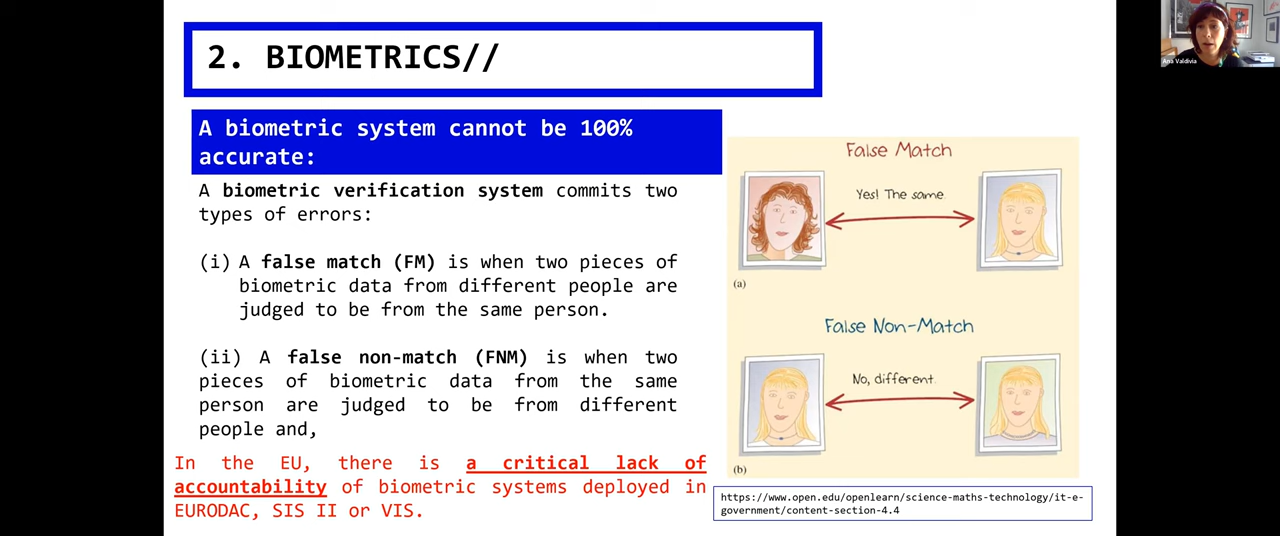 2. BIOMETRICS//
A biometric system cannot be 100%
accurate:
A biometric verification system commits two
types of errors:
(i) A false match (FM) is when two pieces of
biometric data from different people are
judged to be from the same person.
(ii) A false non-match (FNM) is when two
pieces of biometric data from the same
person are judged to be from different
people and,
In the EU, there is a critical lack of
accountability of biometric systems deployed in
EURODAC, SIS II or VIS.
False Match
Yes! The same.
(a)
False Non-Match
No, different.
(b)
https://www.open.edu/openlearn/science-maths-technology/it-e-
government/content-section-4.4
Ana Valdivia